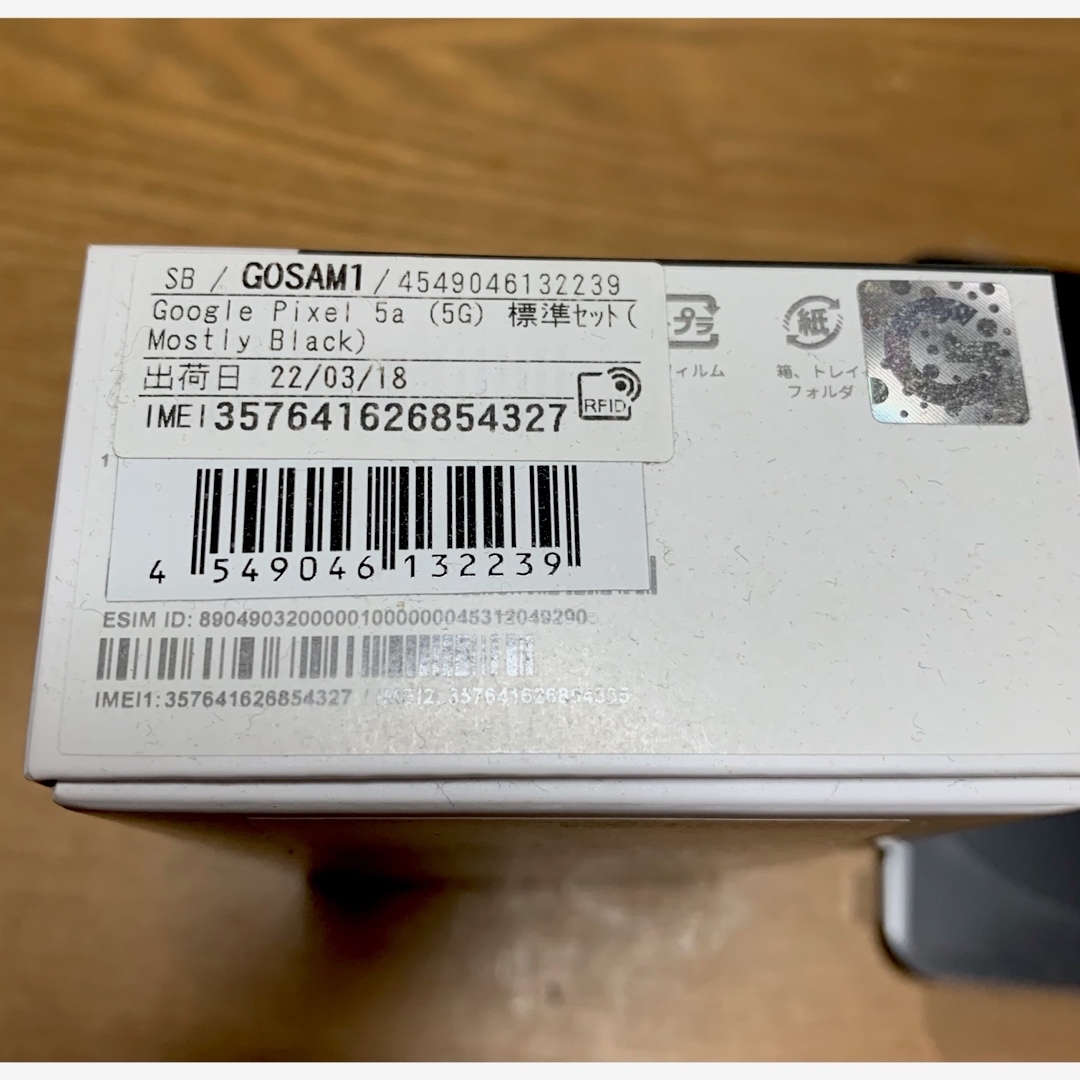 SB / GOSAM1 / 4549046132239
Google Pixel 5a (5G) 標準セット(
Mostly Black)
出荷日 22/03/18
IMEI 357641626854327
RFID
プラ
ィルム
紙
箱、トレイ
フォルダ
1
4 549046 132239
ESIM ID: 89049032000001000000045312049290
IMEI1: 357641626854327 / IMEI2: